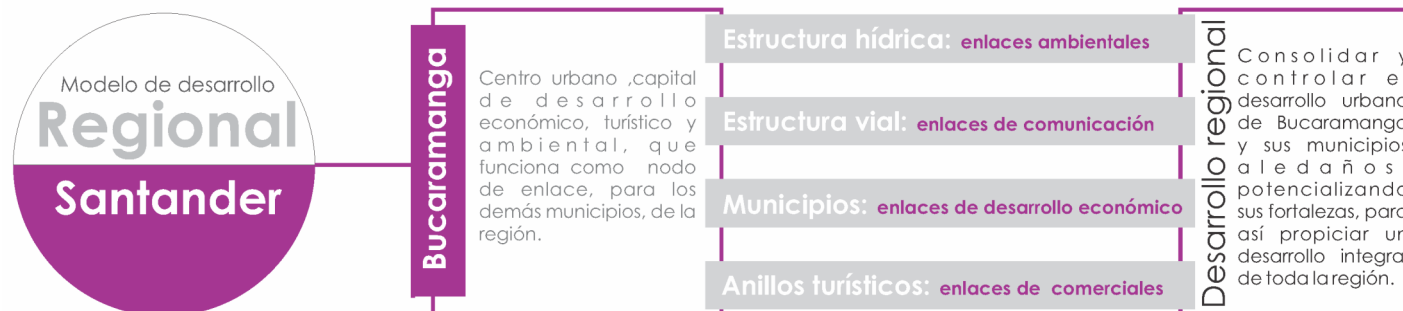 Modelo de desarrollo
Regional
Santander
Bucaramanga
Centro urbano ,capital
de desarrollo
económico, turístico y
ambiental, que
funciona como nodo
de enlace, para los
demás municipios, de la
región.
Estructura hídrica: enlaces ambientales
Estructura vial: enlaces de comunicación
Municipios: enlaces de desarrollo económico
Anillos turísticos: enlaces de comerciales
Desarrollo regional
Consolidar y
controlar e
desarrollo urbano
de Bucaramanga
y sus municipios
aledaños
potencializando
sus fortalezas, para
así propiciar un
desarrollo integra
de toda la región.